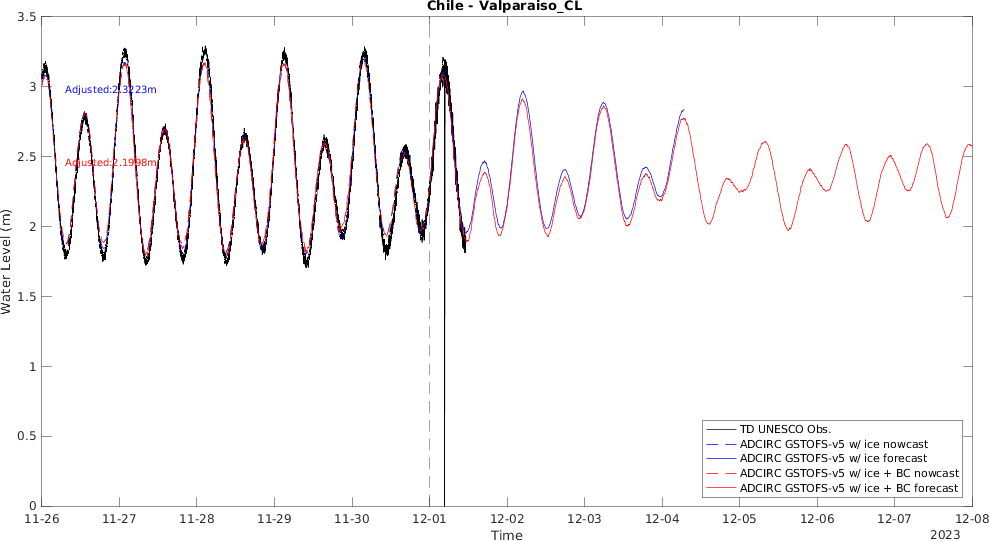 Chile - Valparaiso_CL
3.5
3
2.5
2
1.5
1
0.5
0
Water Level (m)
Adjusted:2.3223m
Adjusted:2.1998m
TD UNESCO Obs.
ADCIRC GSTOFS-v5 w/ ice nowcast
ADCIRC GSTOFS-v5 w/ ice forecast
ADCIRC GSTOFS-v5 w/ ice + BC nowcast
ADCIRC GSTOFS-v5 w/ ice + BC forecast
11-26 11-27 11-28 11-29 11-30 12-01 12-02 12-03 12-04 12-05 12-06 12-07 12-08
Time
2023